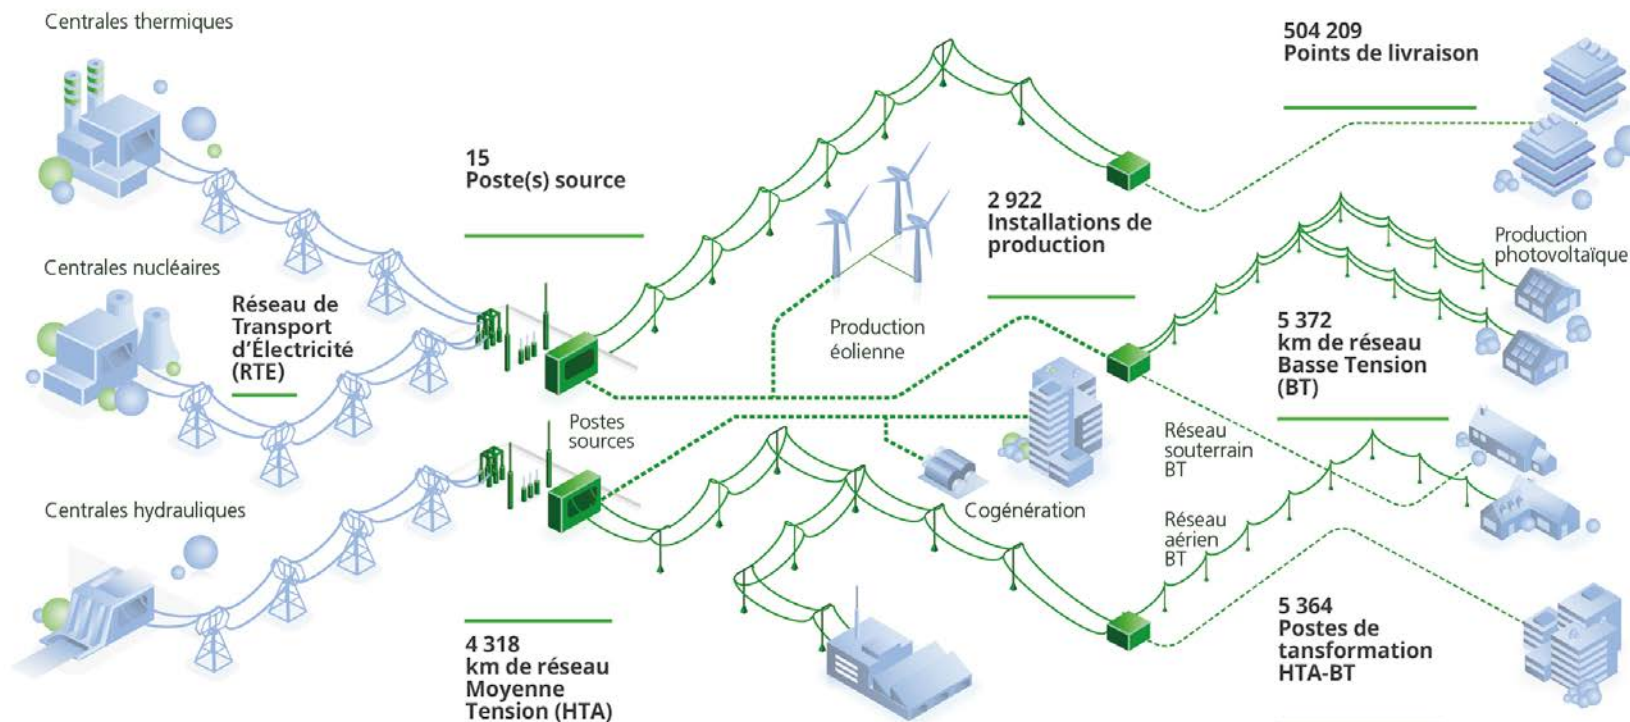 Centrales thermiques
504 209
Points de livraison
15
Poste(s) source
2 922
Installations de
production
Production
photovoltaïque
Centrales nucléaires
Réseau de
Transport
d’Électricité
(RTE)
Production
éolienne
5 372
km de réseau
Basse Tension
(BT)
Postes
sources
Réseau
souterrain
BT
Centrales hydrauliques
Cogénération
Réseau
aérien
BT
4 318
km de réseau
Moyenne
Tension (HTA)
5 364
Postes de
tansformation
HTA-BT